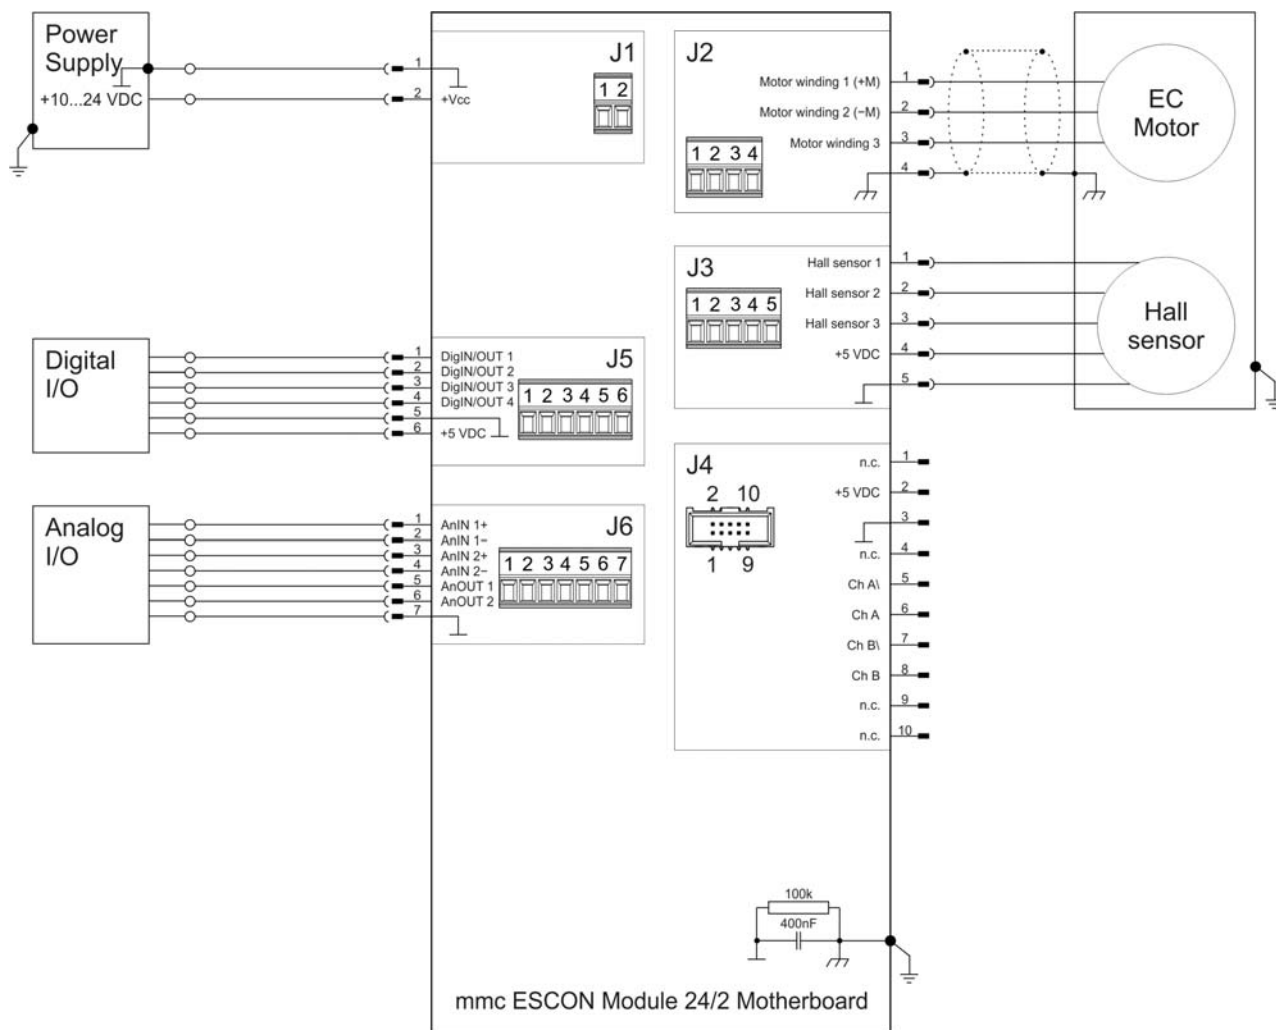 Power
Supply
+10...24 VDC
1
2
+Vcc
J1
1 2
J2
Motor winding 1 (+M)
Motor winding 2 (−M)
Motor winding 3
1
2
3
4
1 2 3 4
EC
Motor
J3
Hall sensor 1
Hall sensor 2
Hall sensor 3
+5 VDC
1
2
3
4
5
1 2 3 4 5
Hall
sensor
Digital
I/O
1
2
3
4
5
6
DigIN/OUT 1
DigIN/OUT 2
DigIN/OUT 3
DigIN/OUT 4
+5 VDC
J5
1 2 3 4 5 6
J4
2 10
1 9
n.c. 1
+5 VDC 2
3
n.c. 4
Ch A\ 5
Ch A 6
Ch B\ 7
Ch B 8
n.c. 9
n.c. 10
Analog
I/O
1
2
3
4
5
6
7
AnIN 1+
AnIN 1−
AnIN 2+
AnIN 2−
AnOUT 1
AnOUT 2
J6
1 2 3 4 5 6 7
100k
400nF
mmc ESCON Module 24/2 Motherboard